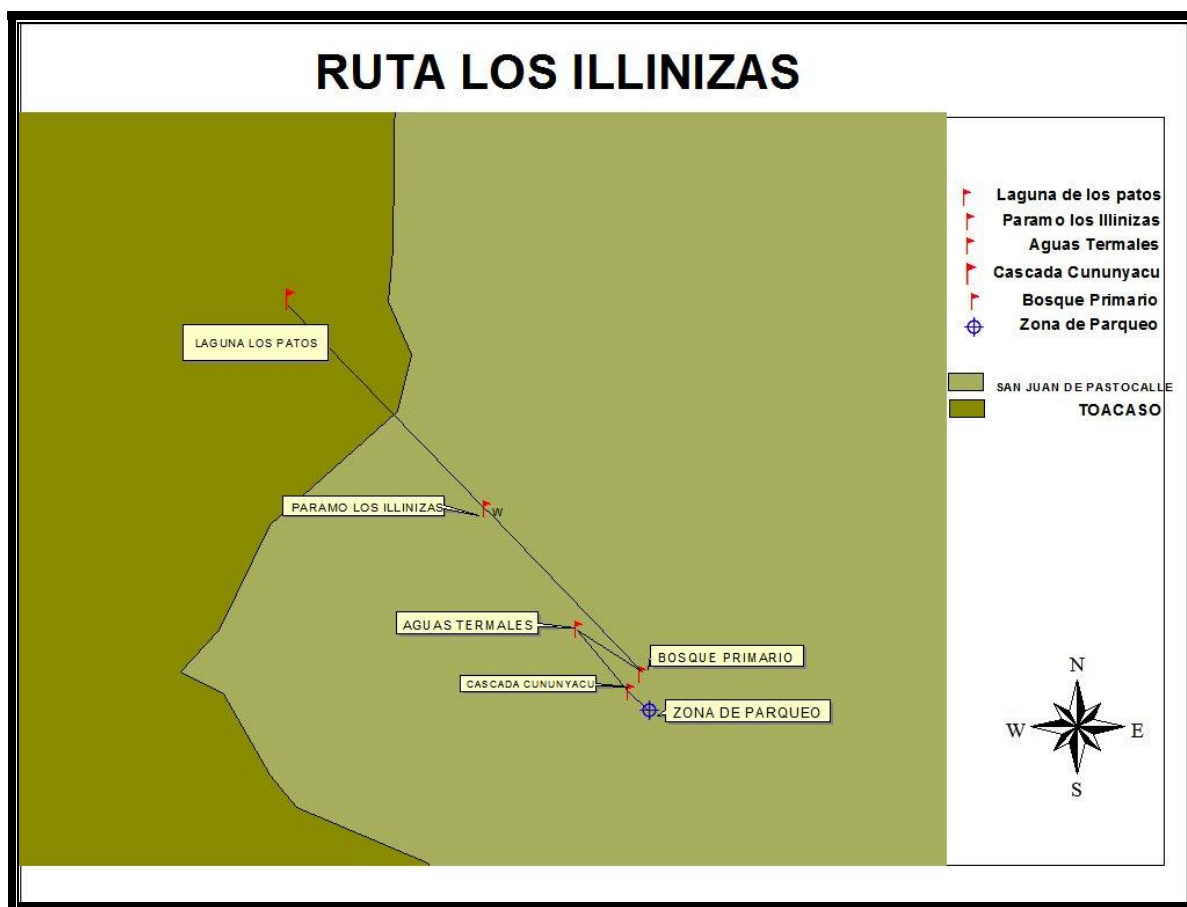 RUTA LOS ILLINIZAS
Laguna de los patos
Paramo los Illinizas
Aguas Termales
Cascada Cununyacu
Bosque Primario
Zona de Parqueo
SAN JUAN DE PASTOCALLE
TOACASO
LAGUNA LOS PATOS
PARAMO LOS ILLINIZAS
W
AGUAS TERMALES
BOSQUE PRIMARIO
CASCADA CUNUNYACU
ZONA DE PARQUEO
N
W E
S